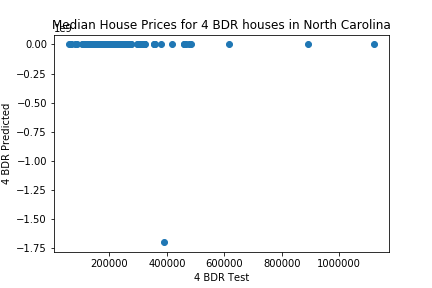 Median House Prices for 4 BDR houses in North Carolina
1e9
0.00
−0.25
−0.50
−0.75
−1.00
−1.25
−1.50
−1.75
4 BDR Predicted
200000 400000 600000 800000 1000000
4 BDR Test